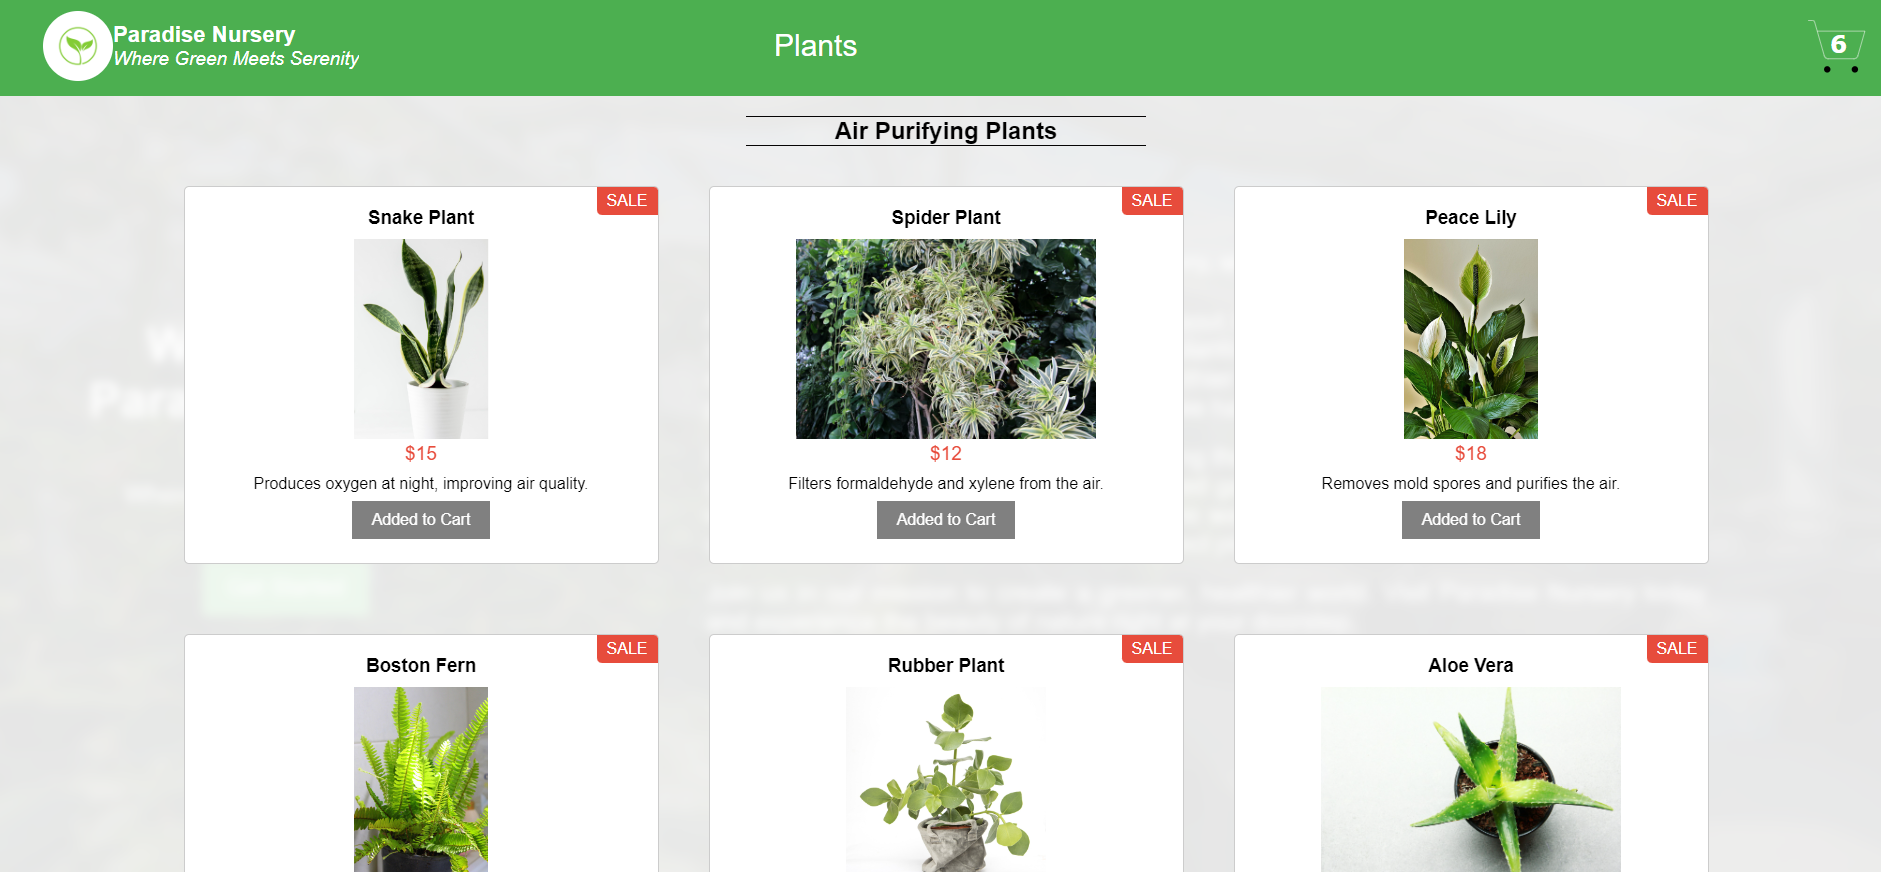 Paradise Nursery
Where Green Meets Serenity
Plants
6
Air Purifying Plants
SALE
Snake Plant
$15
Produces oxygen at night, improving air quality.
Added to Cart
SALE
Spider Plant
$12
Filters formaldehyde and xylene from the air.
Added to Cart
SALE
Peace Lily
$18
Removes mold spores and purifies the air.
Added to Cart
SALE
Boston Fern
SALE
Rubber Plant
SALE
Aloe Vera